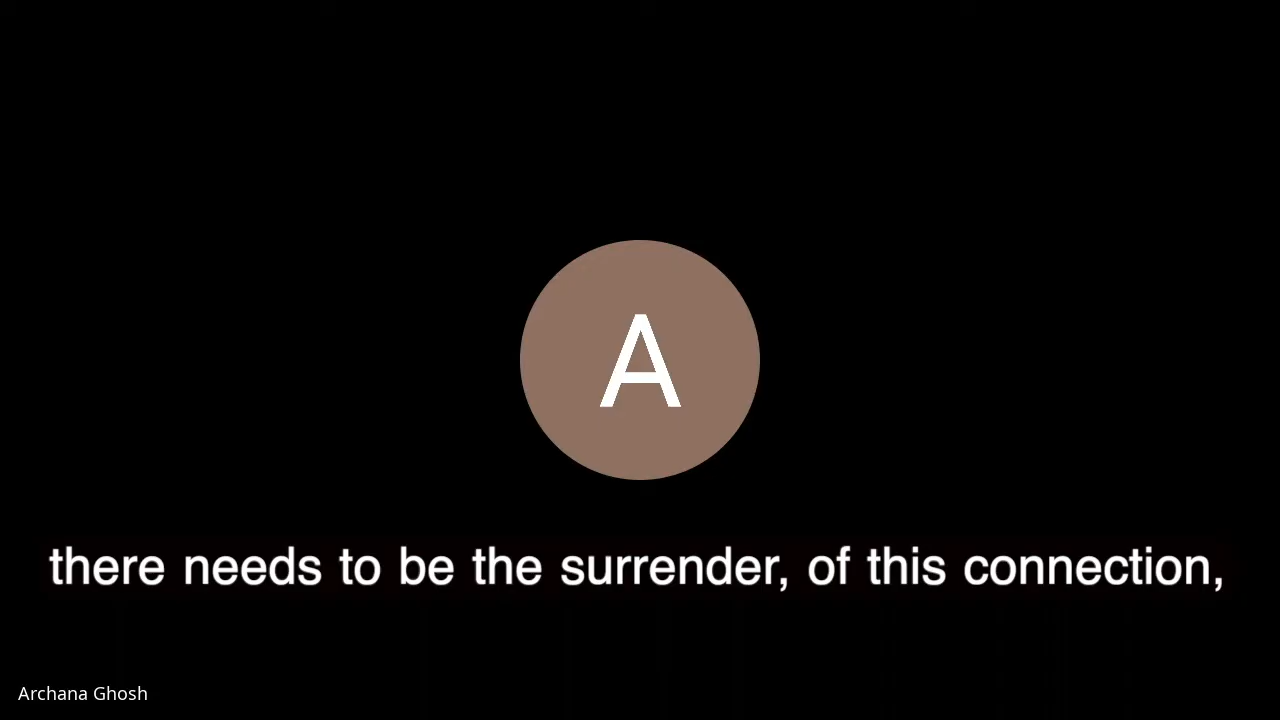 A
there needs to be the surrender, of this connection,
Archana Ghosh